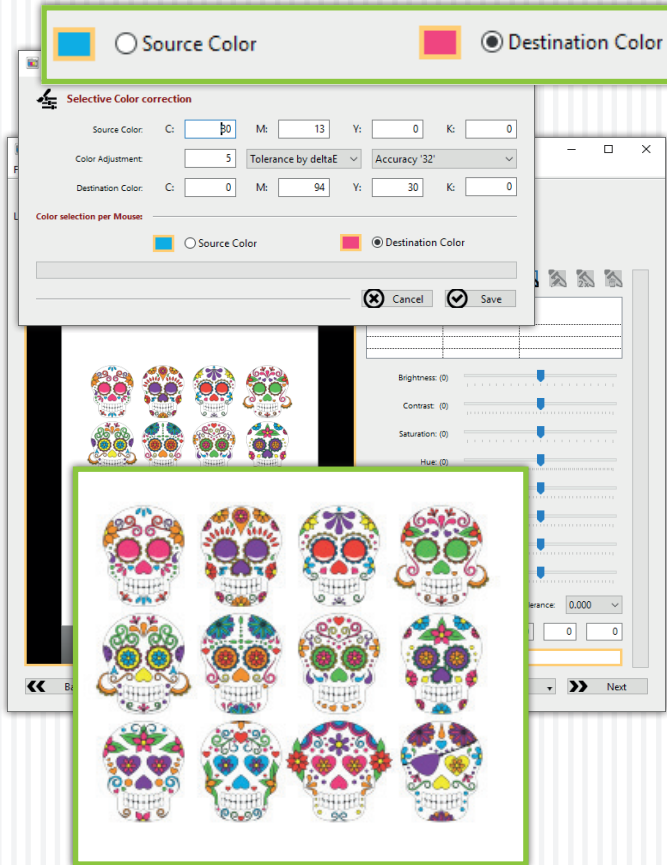 Source Color Destination Color
Selective Color correction
Source Color: C: 80 M: 13 Y: 0 K: 0
Color Adjustment: 5 Tolerance by deltaE Accuracy '32'
Destination Color: C: 0 M: 94 Y: 30 K: 0
Color selection per Mouse:
Source Color Destination Color
Cancel Save
Brightness: (0)
Contrast: (0)
Saturation: (0)
Hue: (0)
0.000
0 0
Next